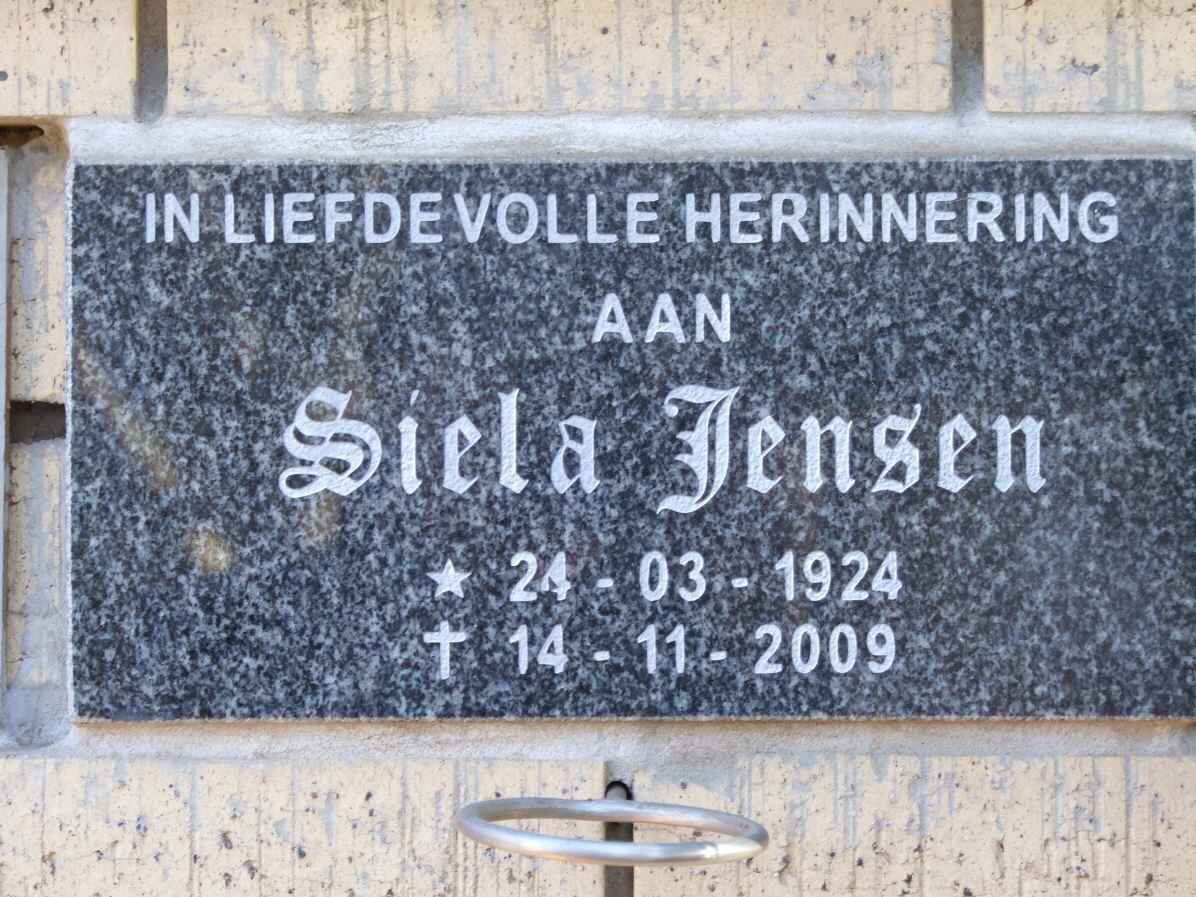 IN LIEFDEVOLLE HERINNERING
AAN
Siela Jensen
★ 24 - 03 - 1924
✝ 14 - 11 - 2009